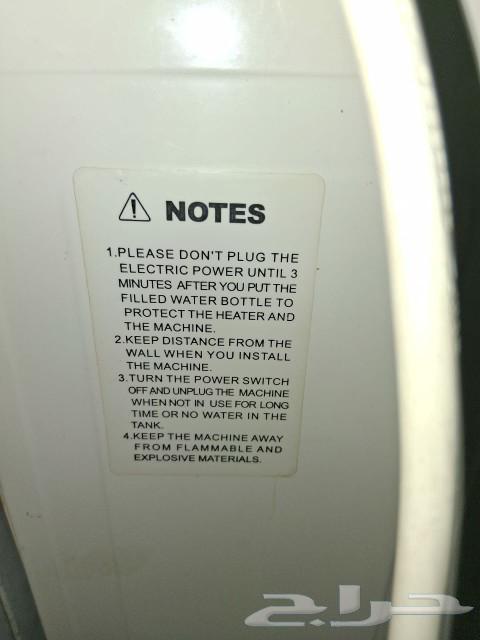 NOTES
1.PLEASE DON'T PLUG THE
ELECTRIC POWER UNTIL 3
MINUTES AFTER YOU PUT THE
FILLED WATER BOTTLE TO
PROTECT THE HEATER AND
THE MACHINE.
2.KEEP DISTANCE FROM THE
WALL WHEN YOU INSTALL
THE MACHINE.
3.TURN THE POWER SWITCH
OFF AND UNPLUG THE MACHINE
WHEN NOT IN USE FOR LONG
TIME OR NO WATER IN THE
TANK.
4.KEEP THE MACHINE AWAY
FROM FLAMMABLE AND
EXPLOSIVE MATERIALS.
حراج